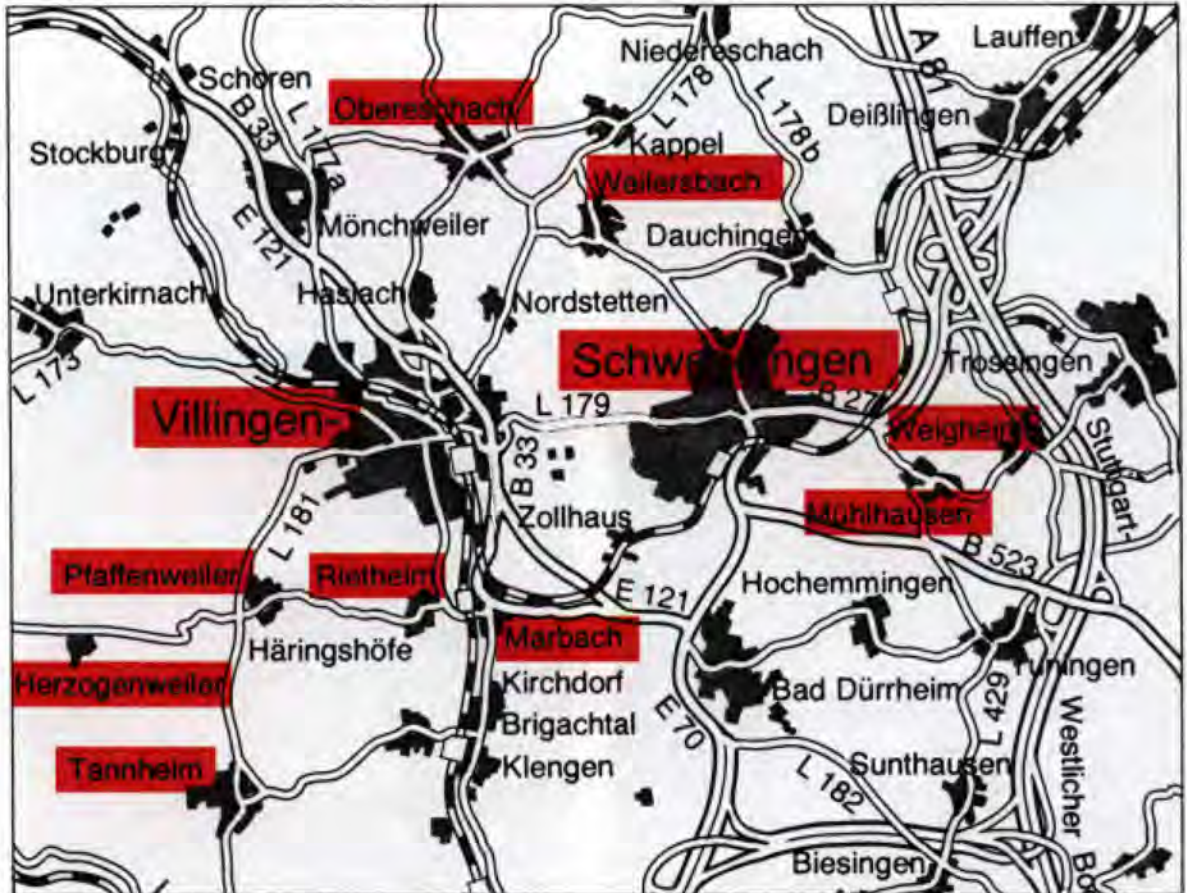 Niedereschach
Lauffen
A 81
Schoren
B 33
L 177a
Obereschach
L 178
L 178b
Deißlingen
Stockburg
Kappel
Weilersbach
E 121
Mönchweiler
Dauchingen
Unterkirnach
Haslach
Nordstetten
L 173
Schwenningen
Trossingen
Villingen-
L 179
B 27
Weigheim
Stuttgart-
B 33
L 181
Zollhaus
Mühlhausen
B 523
Pfaffenweiler
Rietheim
E 121
Hochemmingen
Häringshöfe
Marbach
Tuningen
Herzogenweiler
Kirchdorf
Bad Dürrheim
L 429
Westlicher
Brigachtal
E 70
Tannheim
Klengen
L 182
Sunthausen
Biesingen
Bo